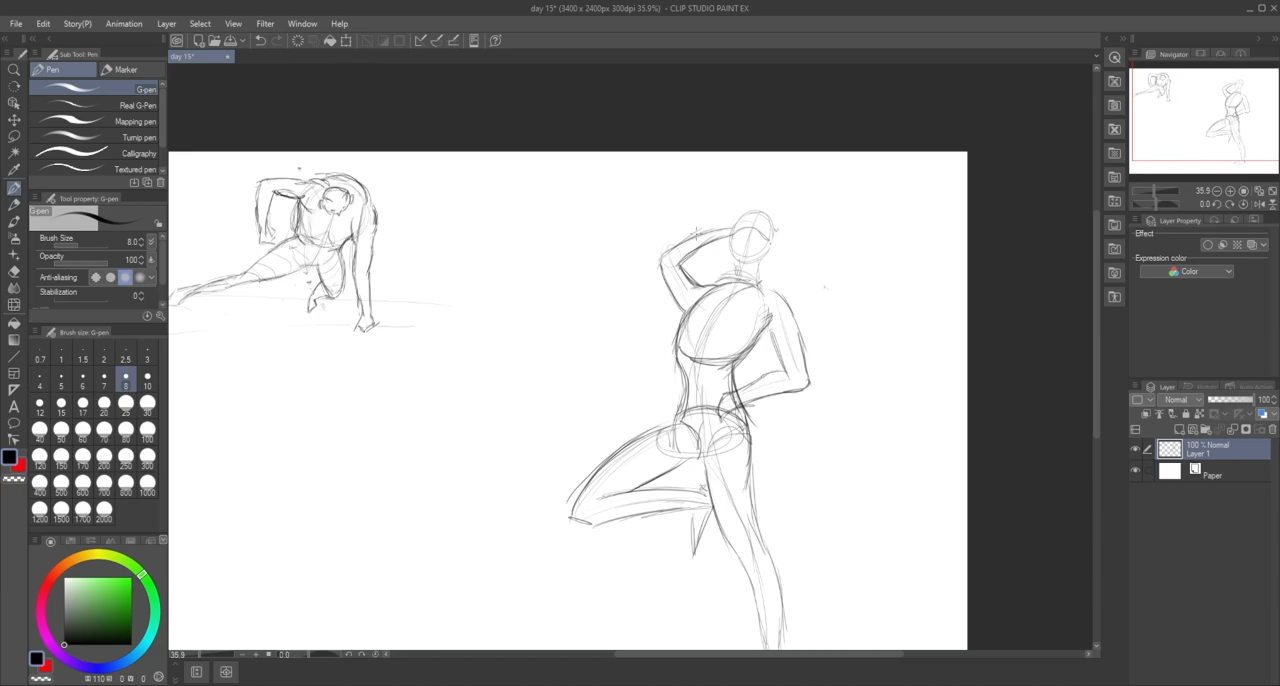 day 15* (3400 x 2400px 300dpi 35.9%) - CLIP STUDIO PAINT EX
File Edit Story(P) Animation Layer Select View Filter Window Help
Sub Tool: Pen
day 15*
Navigator
Pen Marker
G-pen
Real G-Pen
Mapping pen
Turnip pen
Calligraphy
Textured pen
Tool property: G-pen
G-pen
Brush Size 8.0
Opacity 100
Anti-aliasing
Stabilization 0
Brush size: G-pen
0.7 1 1.5 2 2.5 3
4 5 6 7 8 10
12 15 17 20 25 30
40 50 60 70 80 100
120 150 170 200 250 300
400 500 600 700 800 1000
1200 1500 1700 2000
35.9
0.0
Layer Property
Effect
Expression color
Color
Layer
Normal 100
100 % Normal
Layer 1
Paper
35.9 0.0
110 0 0